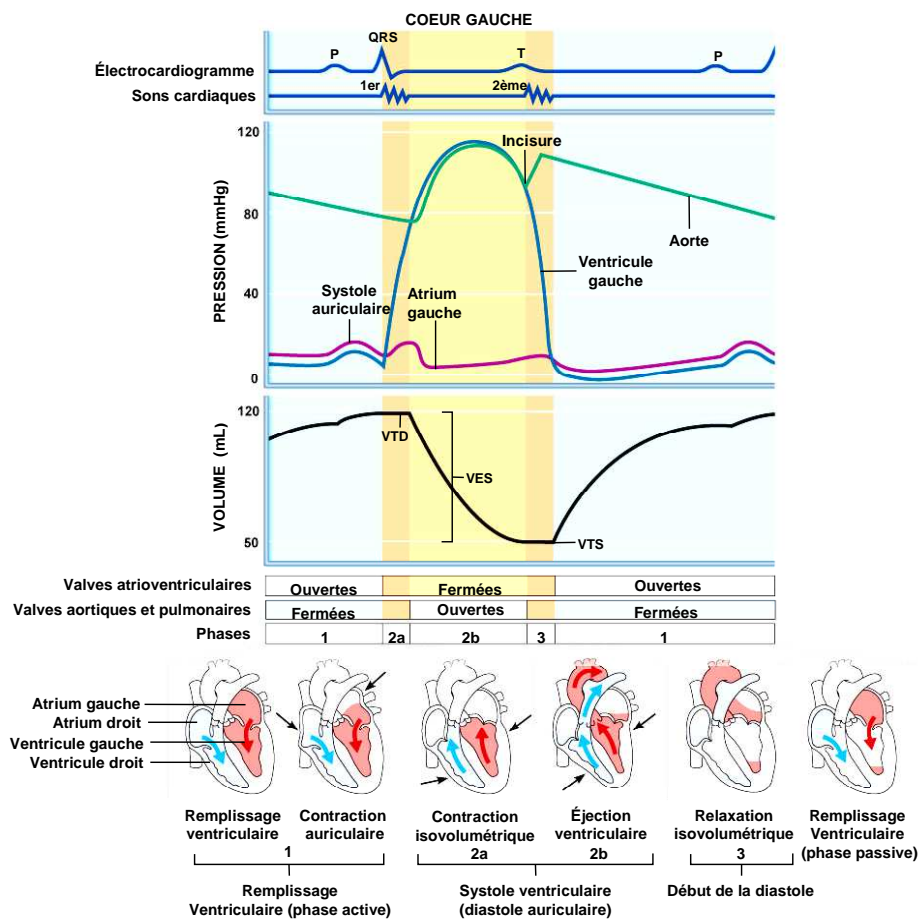 COEUR GAUCHE
QRS
P
T
P
Électrocardiogramme
1er
2ème
Sons cardiaques
120
Incisure
80
Aorte
Ventricule
gauche
Systole
auriculaire
Atrium
gauche
40
0
PRESSION (mmHg)
120
VTD
VES
VTS
50
VOLUME (mL)
Valves atrioventriculaires
Ouvertes
Fermées
Ouvertes
Valves aortiques et pulmonaires
Fermées
Ouvertes
Fermées
Phases
1
2a
2b
3
1
Atrium gauche
Atrium droit
Ventricule gauche
Ventricule droit
Remplissage
ventriculaire
Contraction
auriculaire
1
Remplissage
Ventriculaire (phase active)
Contraction
isovolumétrique
2a
Éjection
ventriculaire
2b
Systole ventriculaire
(diastole auriculaire)
Relaxation
isovolumétrique
3
Début de la diastole
Remplissage
Ventriculaire
(phase passive)